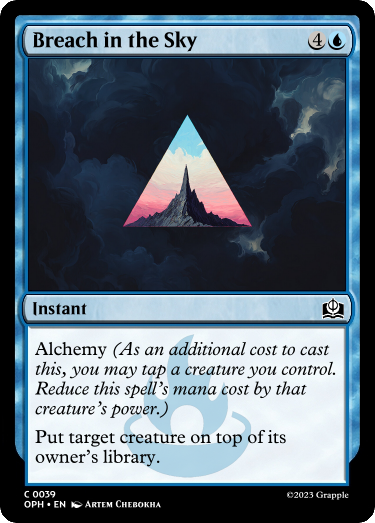 Breach in the Sky 4
Instant
Alchemy (As an additional cost to cast
this, you may tap a creature you control.
Reduce this spell's mana cost by that
creature's power.)
Put target creature on top of its
owner's library.
C 0039
OPH • EN Artem Chebokha
©2023 Grapple